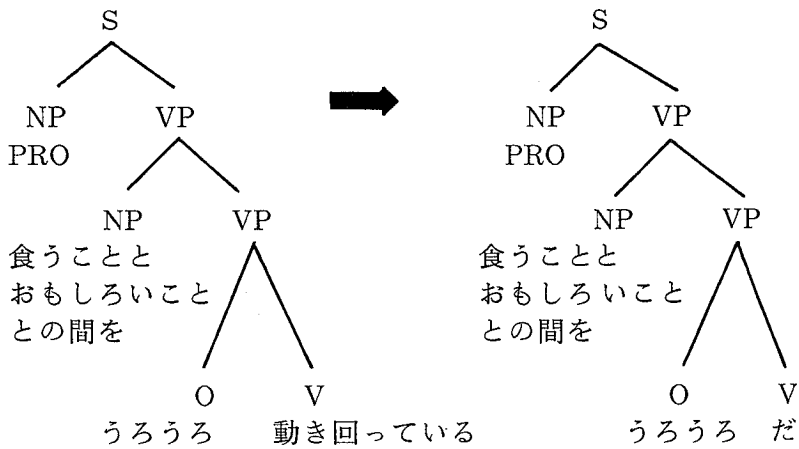 S
NP VP
PRO
NP VP
食うことと
おもしろいこと
との間を
O V
うろうろ 動き回っている
S
NP VP
PRO
NP VP
食うことと
おもしろいこと
との間を
O V
うろうろ だ